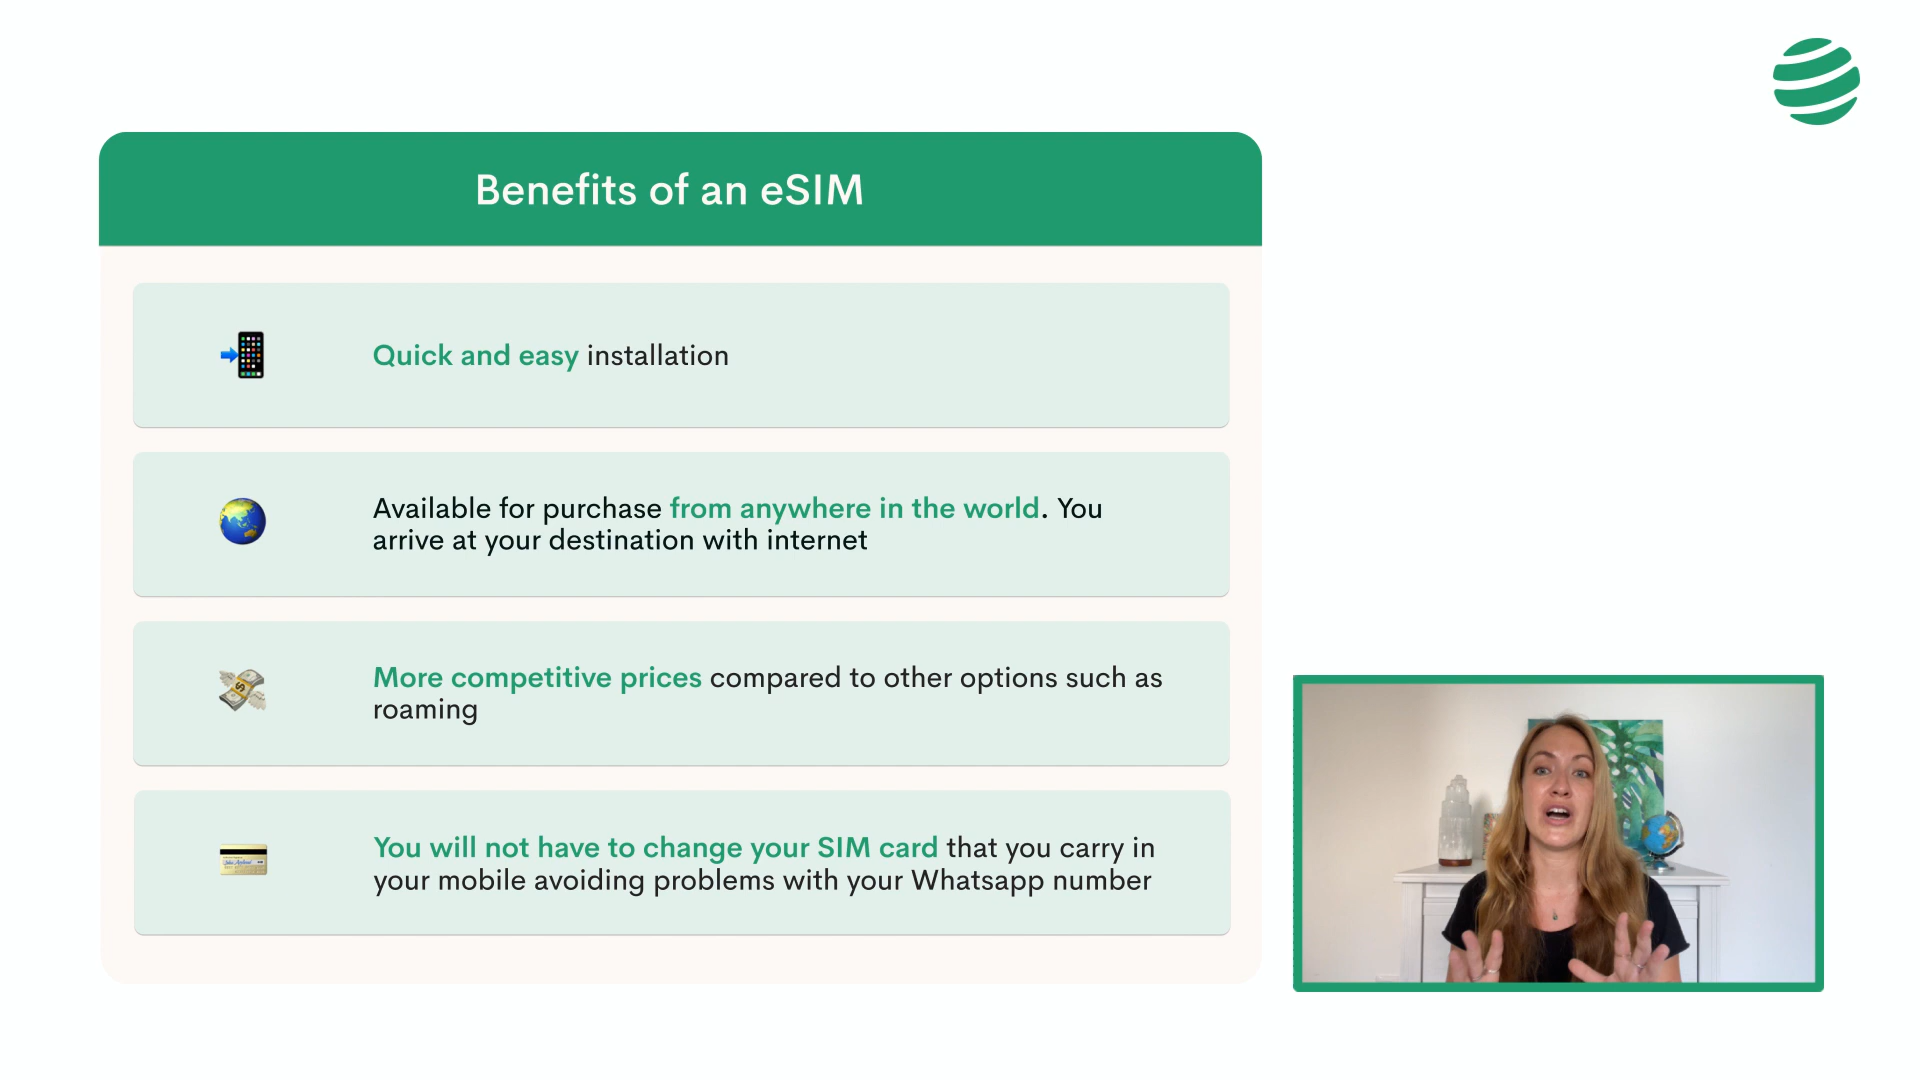 Benefits of an eSIM
Quick and easy installation
Available for purchase from anywhere in the world. You
arrive at your destination with internet
More competitive prices compared to other options such as
roaming
You will not have to change your SIM card that you carry in
your mobile avoiding problems with your Whatsapp number